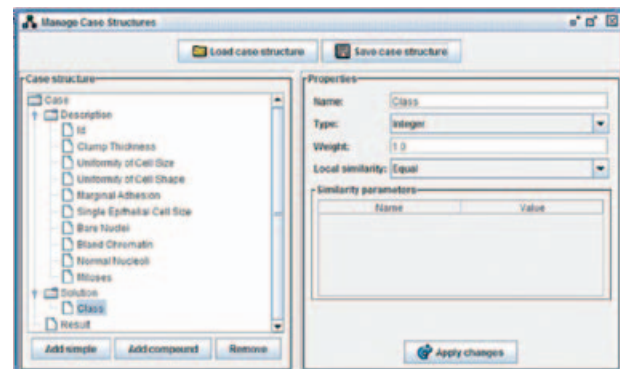 Manage Case Structures
Load case structure
Save case structure
Case structure
Case
Description
Id
Clump Thickness
Uniformity of Cell Size
Uniformity of Cell Shape
Marginal Adhesion
Single Epithelial Cell Size
Bare Nuclei
Bland Chromatin
Normal Nucleoli
Mitoses
Solution
Class
Result
Add simple
Add compound
Remove
Properties
Name: Class
Type: Integer
Weight: 1.0
Local similarity: Equal
Similarity parameters
Name Value
Apply changes